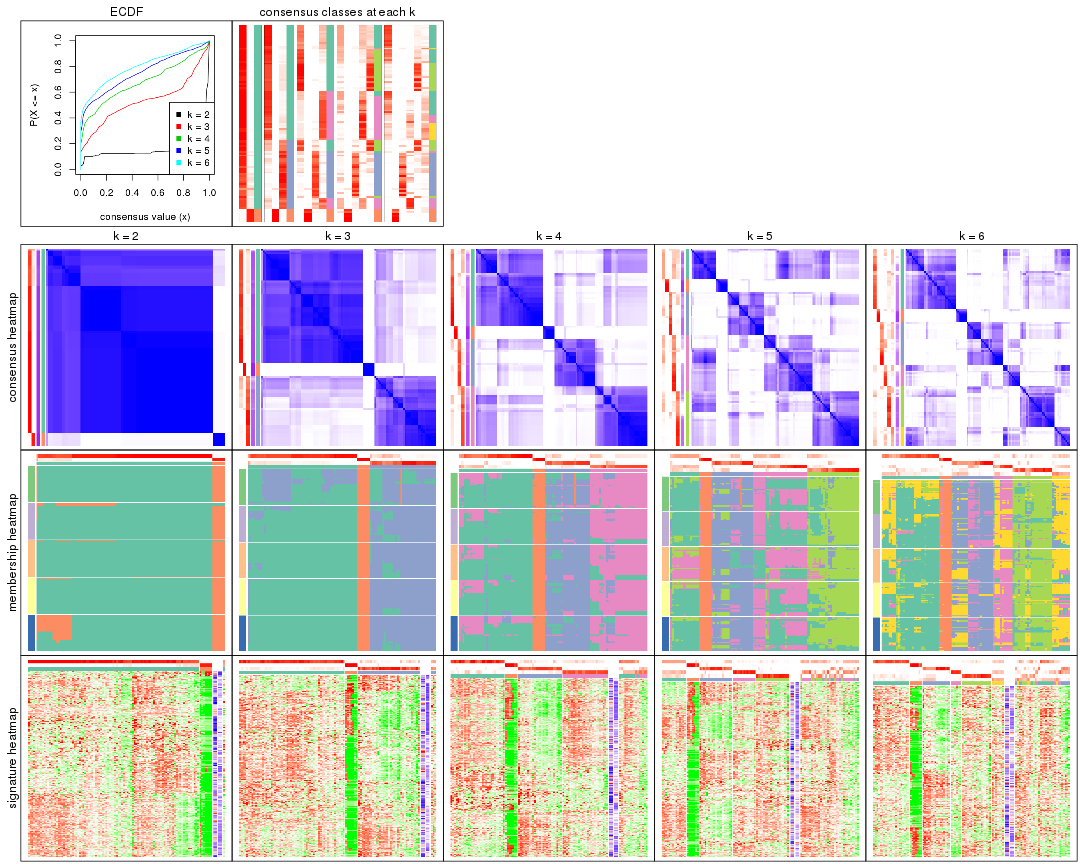 ECDF
consensus classes at each k
P(X <= x)
1.0
0.8
0.6
0.4
0.2
0.0
k = 2
k = 3
k = 4
k = 5
k = 6
0.0 0.2 0.4 0.6 0.8 1.0
consensus value (x)
k = 2
k = 3
k = 4
k = 5
k = 6
consensus heatmap
membership heatmap
signature heatmap